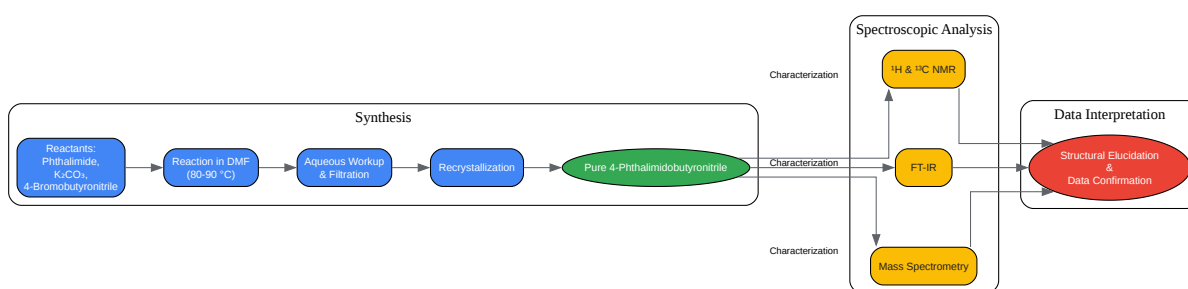 Synthesis
Reactants:
Phthalimide,
K₂CO₃,
4-Bromobutyronitrile
Reaction in DMF
(80-90 °C)
Aqueous Workup
& Filtration
Recrystallization
Pure 4-Phthalimidobutyronitrile
Characterization
Characterization
Characterization
Spectroscopic Analysis
¹H & ¹³C NMR
FT-IR
Mass Spectrometry
Data Interpretation
Structural Elucidation
&
Data Confirmation